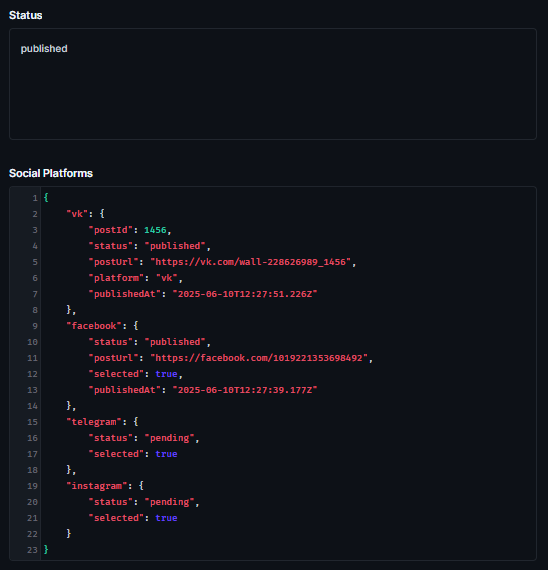 Status
published
Social Platforms
1 {
2 "vk": {
3 "postId": 1456,
4 "status": "published",
5 "postUrl": "https://vk.com/wall-228626989_1456",
6 "platform": "vk",
7 "publishedAt": "2025-06-10T12:27:51.226Z"
8 },
9 "facebook": {
10 "status": "published",
11 "postUrl": "https://facebook.com/1019221353698492",
12 "selected": true,
13 "publishedAt": "2025-06-10T12:27:39.177Z"
14 },
15 "telegram": {
16 "status": "pending",
17 "selected": true
18 },
19 "instagram": {
20 "status": "pending",
21 "selected": true
22 }
23 }